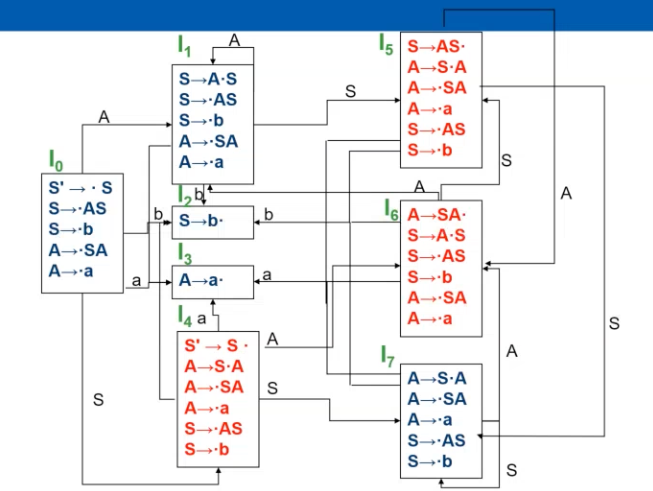 I₀
S' → · S
S→·AS
S→·b
A→·SA
A→·a
I₁
S→A·S
S→·AS
S→·b
A→·SA
A→·a
I₂
S→b·
I₃
A→a·
I₄
S' → S ·
A→S·A
A→·SA
A→·a
S→·AS
S→·b
I₅
S→AS·
A→S·A
A→·SA
A→·a
S→·AS
S→·b
I₆
A→SA·
S→A·S
S→·AS
S→·b
A→·SA
A→·a
I₇
A→S·A
A→·SA
A→·a
S→·AS
S→·b
A
A
S
S
A
A
b
b
b
a
a
a
A
S
S
A
S
S